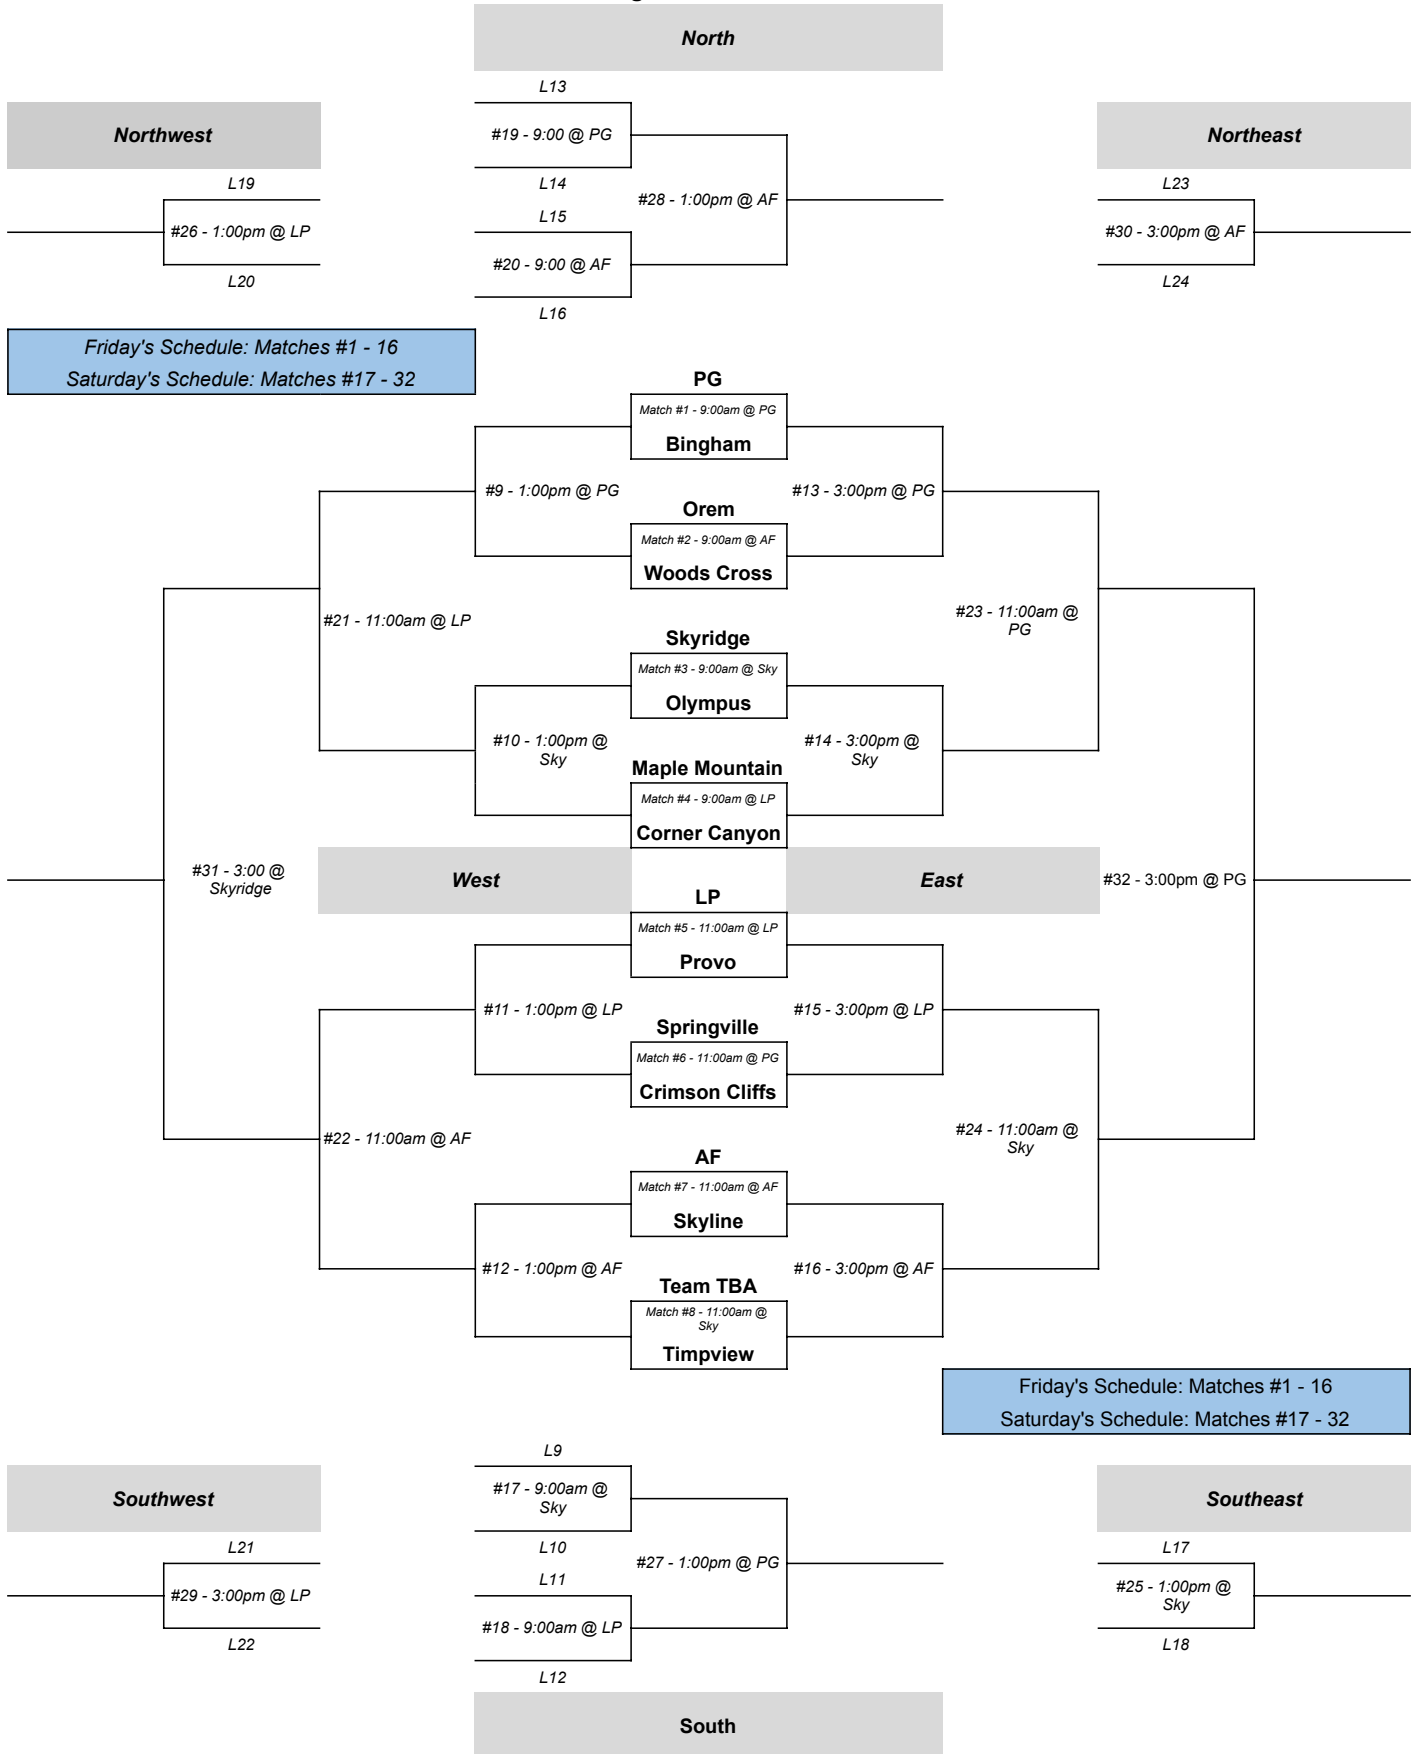 North
L13
#19 - 9:00 @ PG
L14
Northwest
Northeast
L19
#26 - 1:00pm @ LP
L20
#28 - 1:00pm @ AF
L15
#20 - 9:00 @ AF
L16
L23
#30 - 3:00pm @ AF
L24
Friday's Schedule: Matches #1 - 16
Saturday's Schedule: Matches #17 - 32
PG
Match #1 - 9:00am @ PG
Bingham
#9 - 1:00pm @ PG
#13 - 3:00pm @ PG
Orem
Match #2 - 9:00am @ AF
Woods Cross
#21 - 11:00am @ LP
#23 - 11:00am @
PG
Skyridge
Match #3 - 9:00am @ Sky
Olympus
#10 - 1:00pm @
Sky
#14 - 3:00pm @
Sky
Maple Mountain
Match #4 - 9:00am @ LP
Corner Canyon
#31 - 3:00 @
Skyridge
West
East
#32 - 3:00pm @ PG
LP
Match #5 - 11:00am @ LP
Provo
#11 - 1:00pm @ LP
#15 - 3:00pm @ LP
Springville
Match #6 - 11:00am @ PG
Crimson Cliffs
#22 - 11:00am @ AF
#24 - 11:00am @
Sky
AF
Match #7 - 11:00am @ AF
Skyline
#12 - 1:00pm @ AF
#16 - 3:00pm @ AF
Team TBA
Match #8 - 11:00am @
Sky
Timpview
Friday's Schedule: Matches #1 - 16
Saturday's Schedule: Matches #17 - 32
L9
#17 - 9:00am @
Sky
L10
Southwest
Southeast
L21
#29 - 3:00pm @ LP
L22
#27 - 1:00pm @ PG
L11
#18 - 9:00am @ LP
L12
L17
#25 - 1:00pm @
Sky
L18
South